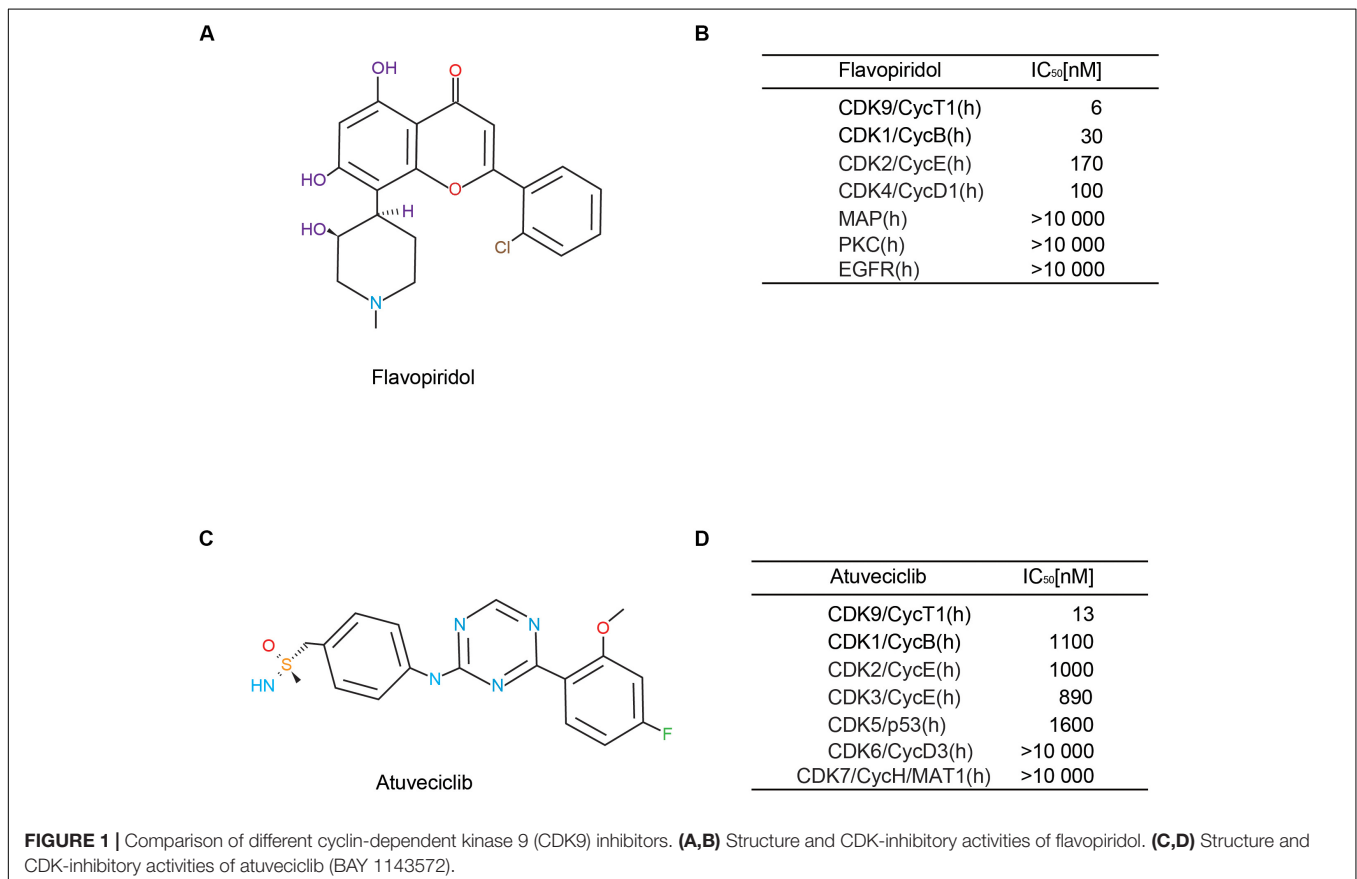 A
OH
O
HO
O
H
HO
Cl
N
Flavopiridol
B
Flavopiridol IC50[nM]
CDK9/CycT1(h) 6
CDK1/CycB(h) 30
CDK2/CycE(h) 170
CDK4/CycD1(h) 100
MAP(h) >10 000
PKC(h) >10 000
EGFR(h) >10 000
C
N
N
O
O
S
HN
N
N
F
Atuveciclib
D
Atuveciclib IC50[nM]
CDK9/CycT1(h) 13
CDK1/CycB(h) 1100
CDK2/CycE(h) 1000
CDK3/CycE(h) 890
CDK5/p53(h) 1600
CDK6/CycD3(h) >10 000
CDK7/CycH/MAT1(h) >10 000
FIGURE 1 | Comparison of different cyclin-dependent kinase 9 (CDK9) inhibitors. (A,B) Structure and CDK-inhibitory activities of flavopiridol. (C,D) Structure and
CDK-inhibitory activities of atuveciclib (BAY 1143572).